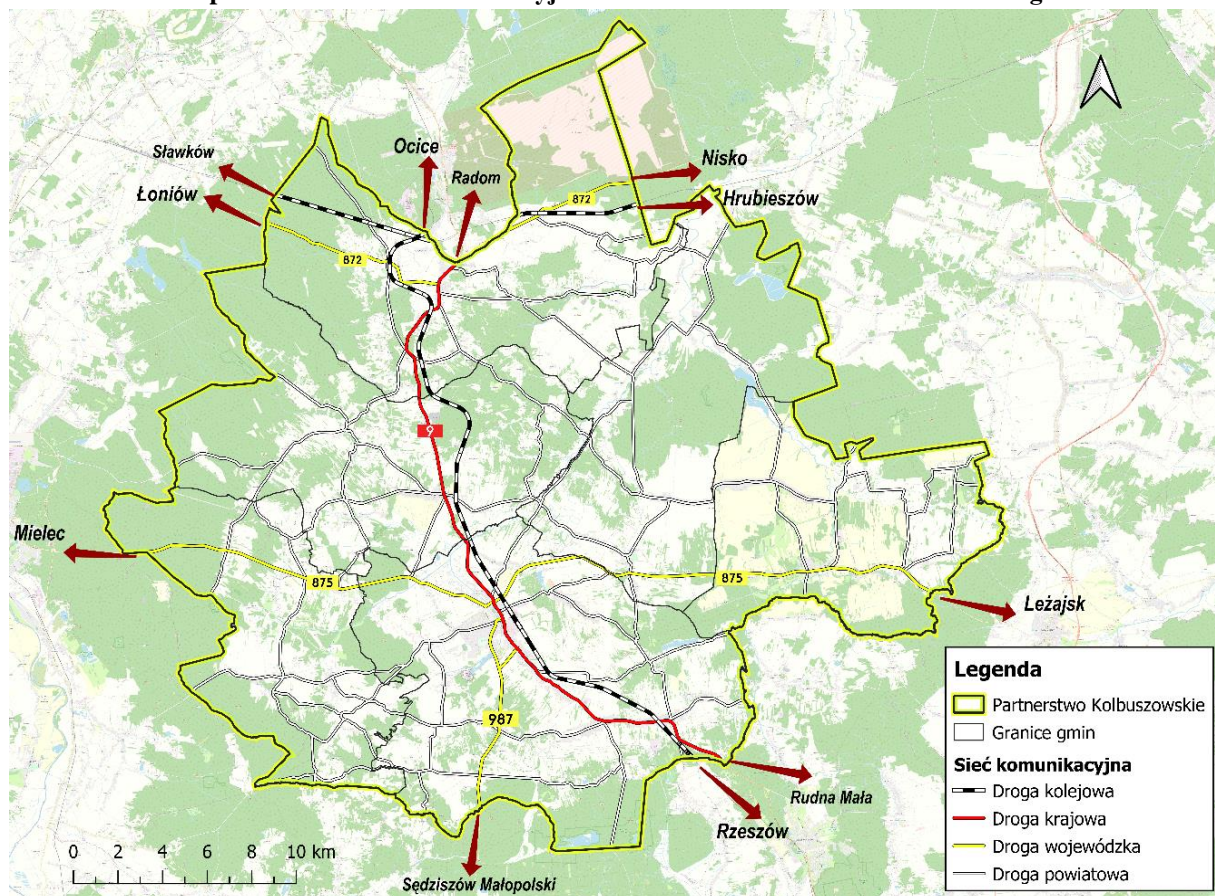 Sławków
Ocice
Radom
Nisko
Łoniów
872
Hrubieszów
872
9
Mielec
875
875
Leżajsk
987
Rudna Mała
Rzeszów
Sędziszów Małopolski
0 2 4 6 8 10 km
Legenda
Partnerstwo Kolbuszowskie
Granice gmin
Sieć komunikacyjna
Droga kolejowa
Droga krajowa
Droga wojewódzka
Droga powiatowa